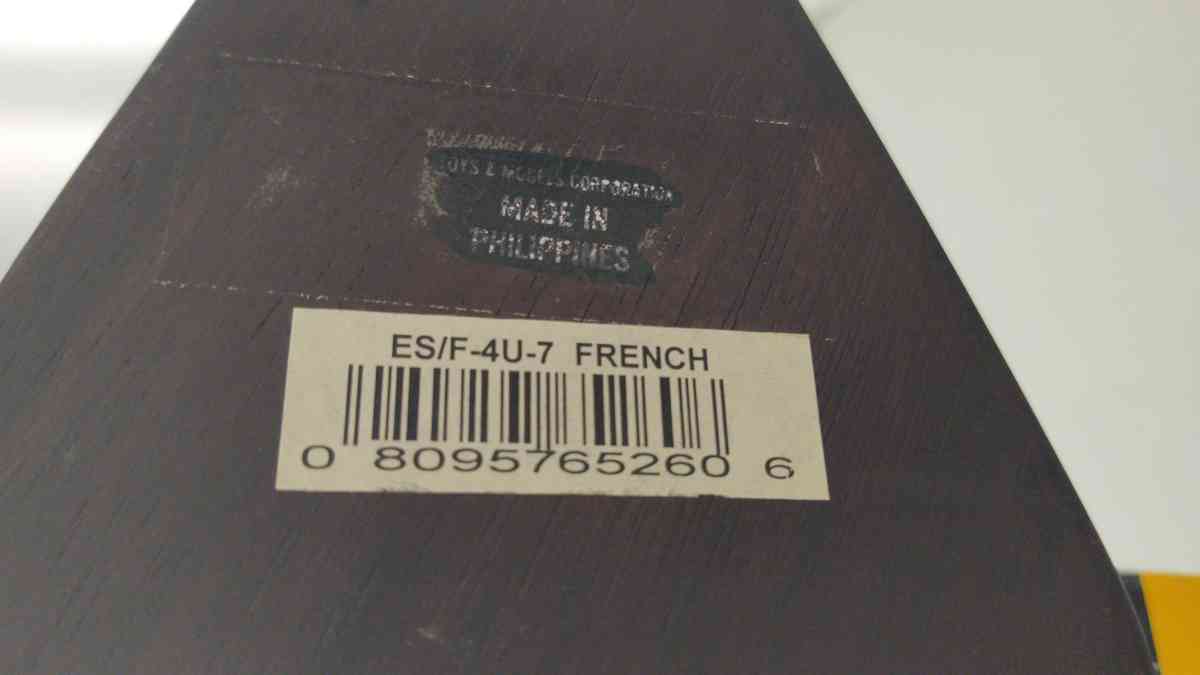 TOYS & MODELS CORPORATION
MADE IN
PHILIPPINES
ES/F-4U-7 FRENCH
0 8095765260 6